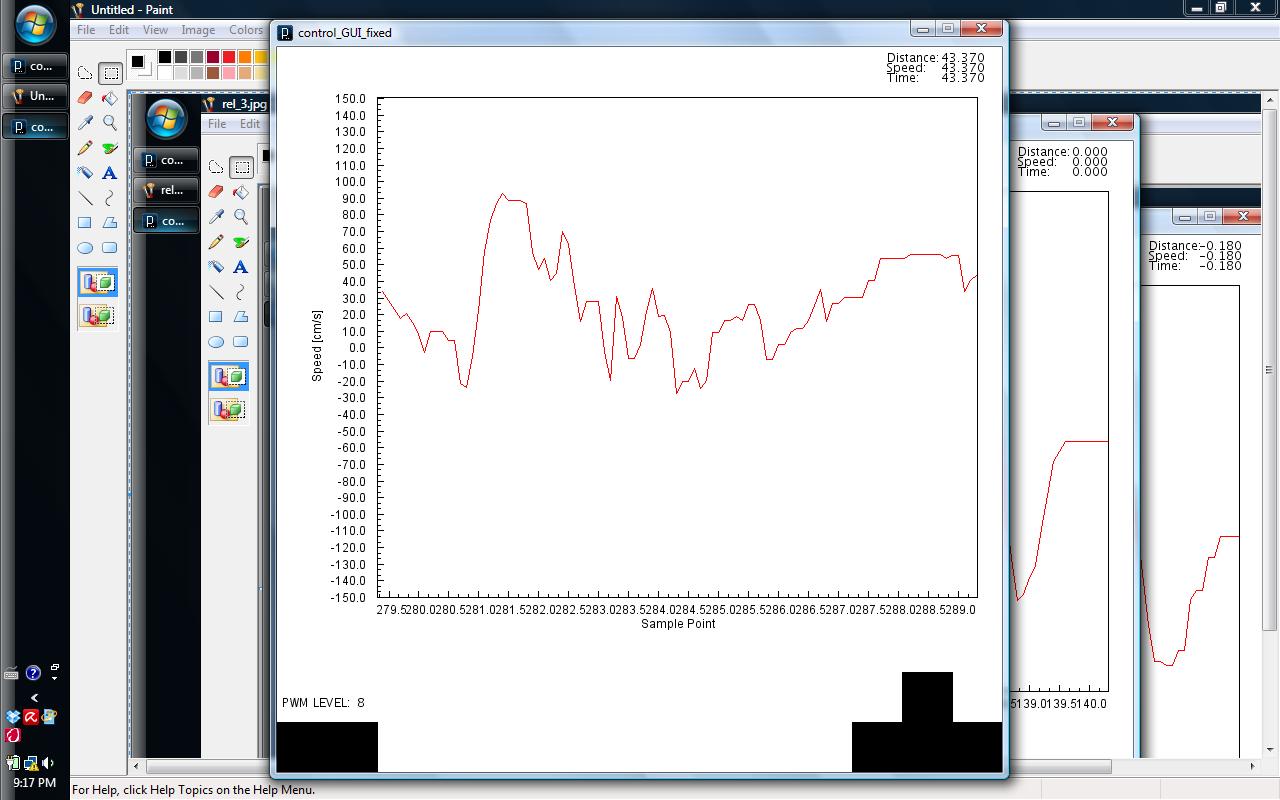 Untitled - Paint
File Edit View Image Colors
co...
Un...
co...
9:17 PM
rel_3.jpg
File Edit
co...
rel...
co...
control_GUI_fixed
Distance: 43.370
Speed: 43.370
Time: 43.370
150.0
140.0
130.0
120.0
110.0
100.0
90.0
80.0
70.0
60.0
50.0
40.0
30.0
20.0
10.0
0.0
-10.0
-20.0
-30.0
-40.0
-50.0
-60.0
-70.0
-80.0
-90.0
-100.0
-110.0
-120.0
-130.0
-140.0
-150.0
Speed [cm/s]
279.5280.0280.5281.0281.5282.0282.5283.0283.5284.0284.5285.0285.5286.0286.5287.0287.5288.0288.5289.0
Sample Point
PWM LEVEL: 8
Distance: 0.000
Speed: 0.000
Time: 0.000
139.0139.5140.0
Distance:-0.180
Speed: -0.180
Time: -0.180
For Help, click Help Topics on the Help Menu.